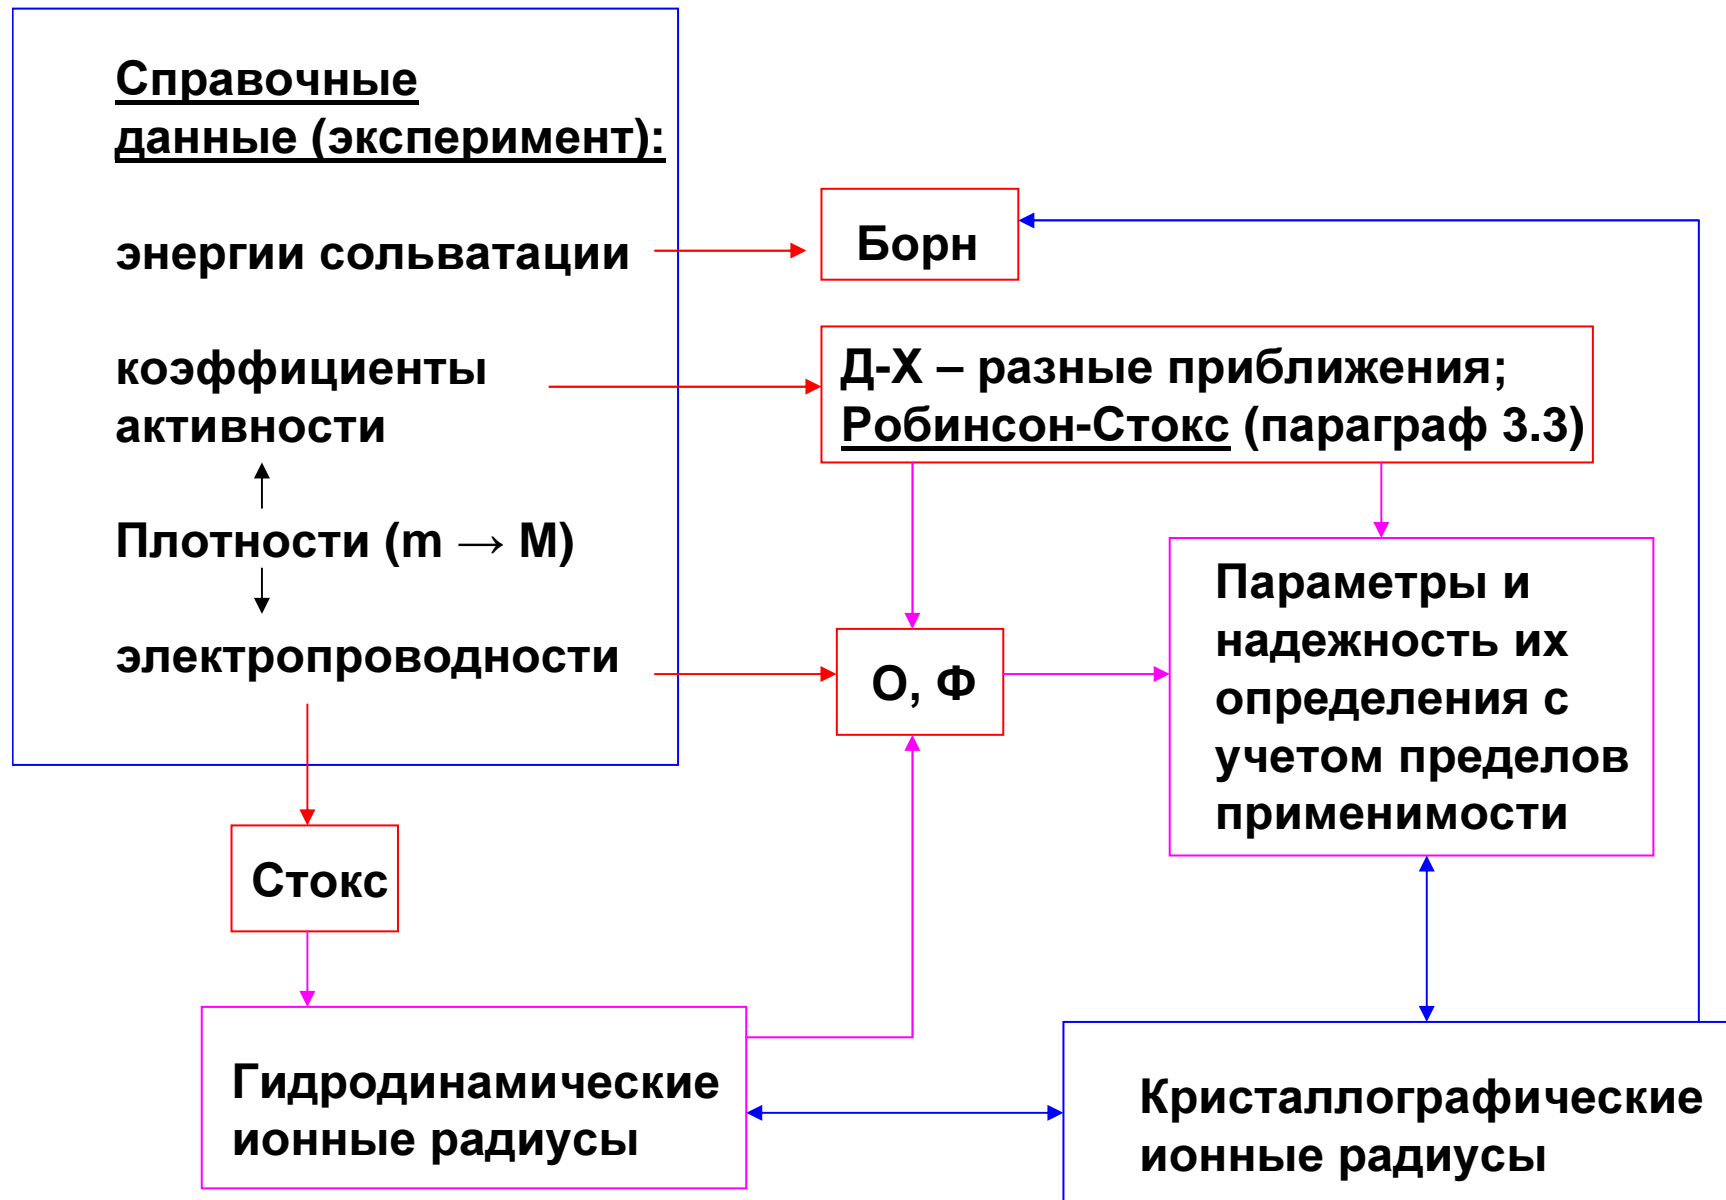 Справочные
данные (эксперимент):
энергии сольватации
Борн
коэффициенты
активности
Д-Х – разные приближения;
Робинсон-Стокс (параграф 3.3)
Плотности (m → M)
электропроводности
О, Ф
Параметры и
надежность их
определения с
учетом пределов
применимости
Стокс
Гидродинамические
ионные радиусы
Кристаллографические
ионные радиусы